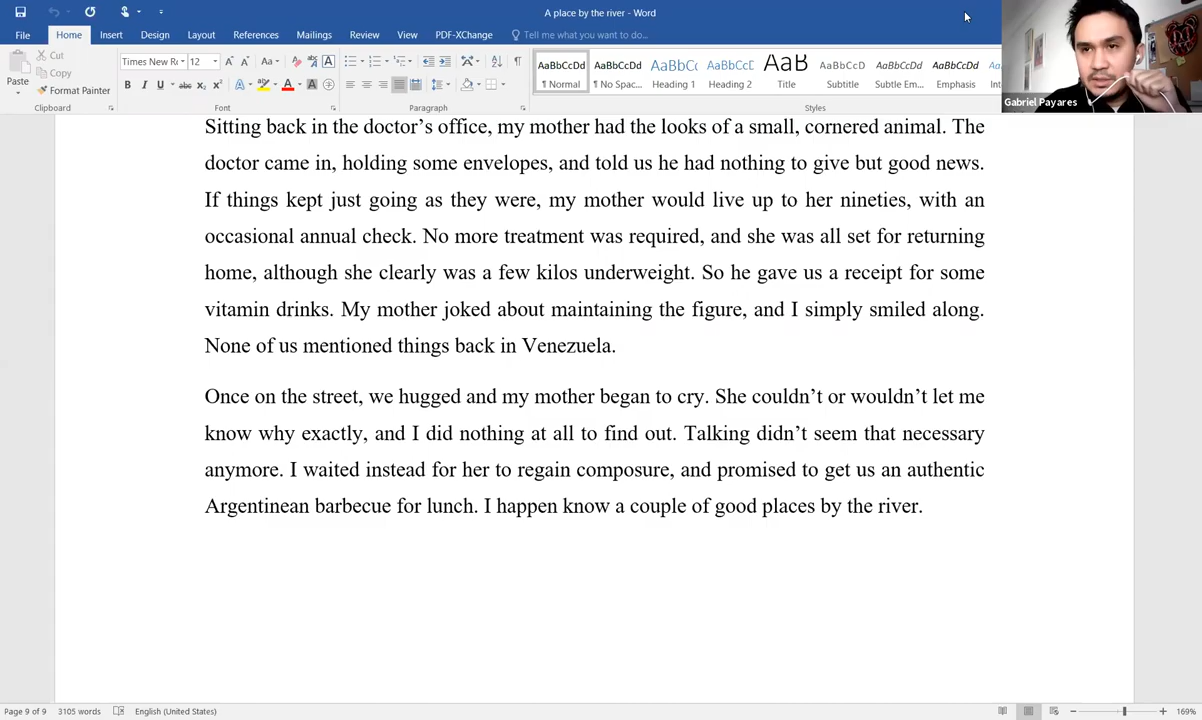 A place by the river - Word
File Home Insert Design Layout References Mailings Review View PDF-XChange Tell me what you want to do...
Paste
Cut
Copy
Format Painter
Clipboard
Times New Ro 12
Font
Paragraph
AaBbCcDd AaBbCcDd AaBbCc AaBbCcD AaB AaBbCcD AaBbCcDd AaBbCcDd
¶ Normal ¶ No Spac... Heading 1 Heading 2 Title Subtitle Subtle Em... Emphasis
Styles
Gabriel Payares
Sitting back in the doctor's office, my mother had the looks of a small, cornered animal. The
doctor came in, holding some envelopes, and told us he had nothing to give but good news.
If things kept just going as they were, my mother would live up to her nineties, with an
occasional annual check. No more treatment was required, and she was all set for returning
home, although she clearly was a few kilos underweight. So he gave us a receipt for some
vitamin drinks. My mother joked about maintaining the figure, and I simply smiled along.
None of us mentioned things back in Venezuela.
Once on the street, we hugged and my mother began to cry. She couldn't or wouldn't let me
know why exactly, and I did nothing at all to find out. Talking didn't seem that necessary
anymore. I waited instead for her to regain composure, and promised to get us an authentic
Argentinean barbecue for lunch. I happen know a couple of good places by the river.
Page 9 of 9 3105 words English (United States) 169%